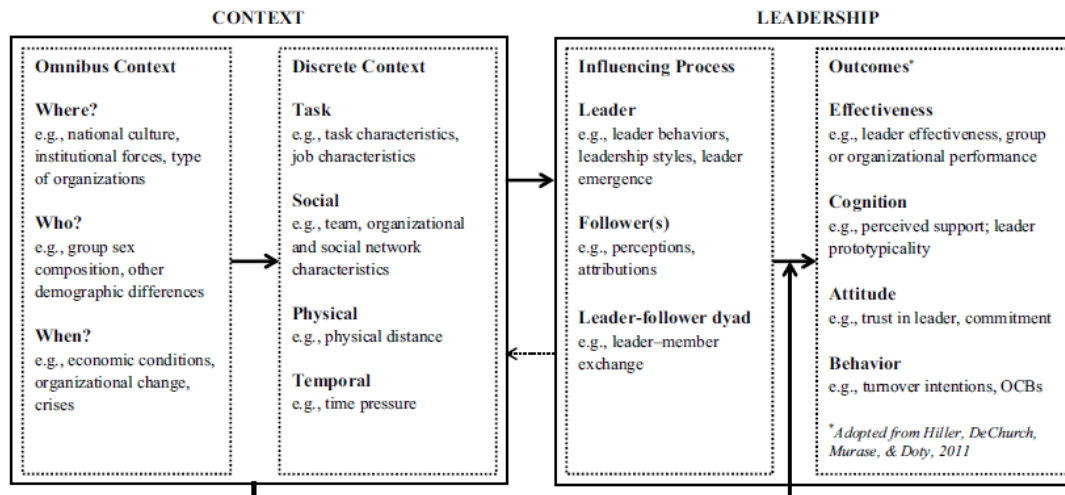 CONTEXT
LEADERSHIP
Omnibus Context
Where?
e.g., national culture,
institutional forces, type
of organizations
Who?
e.g., group sex
composition, other
demographic differences
When?
e.g., economic conditions,
organizational change,
crises
Discrete Context
Task
e.g., task characteristics,
job characteristics
Social
e.g., team, organizational
and social network
characteristics
Physical
e.g., physical distance
Temporal
e.g., time pressure
Influencing Process
Leader
e.g., leader behaviors,
leadership styles, leader
emergence
Follower(s)
e.g., perceptions,
attributions
Leader-follower dyad
e.g., leader–member
exchange
Outcomes*
Effectiveness
e.g., leader effectiveness, group
or organizational performance
Cognition
e.g., perceived support; leader
prototypicality
Attitude
e.g., trust in leader, commitment
Behavior
e.g., turnover intentions, OCBs
*Adopted from Hiller, DeChurch,
Murase, & Doty, 2011